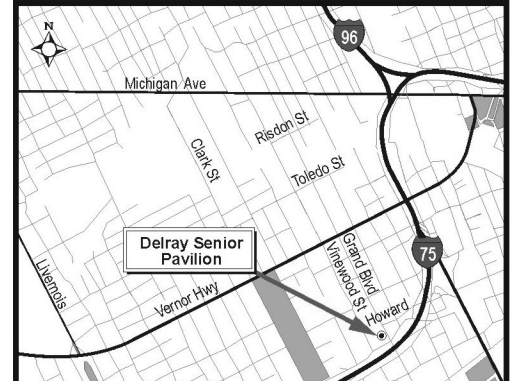 N
96
Michigan Ave
Risdon St
Clark St
Toledo St
Delray Senior
Pavilion
Grand Blvd
Vinewood St
75
Livernois
Vernor Hwy
Howard